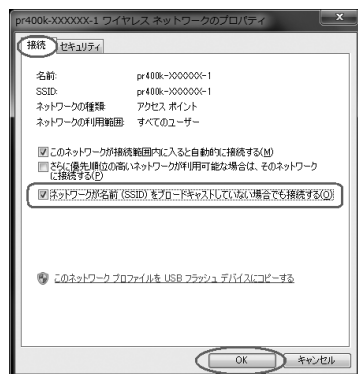 pr400k-XXXXXX-1 ワイヤレス ネットワークのプロパティ
接続 セキュリティ
名前: pr400k-XXXXXX-1
SSID: pr400k-XXXXXX-1
ネットワークの種類: アクセス ポイント
ネットワークの利用範囲: すべてのユーザー
このネットワークが接続範囲内に入ると自動的に接続する(M)
さらに優先順位の高いネットワークが利用可能な場合は、そのネットワーク
に接続する(P)
ネットワークが名前 (SSID) をブロードキャストしていない場合でも接続する(O)
このネットワーク プロファイルを USB フラッシュ デバイスにコピーする
OK キャンセル